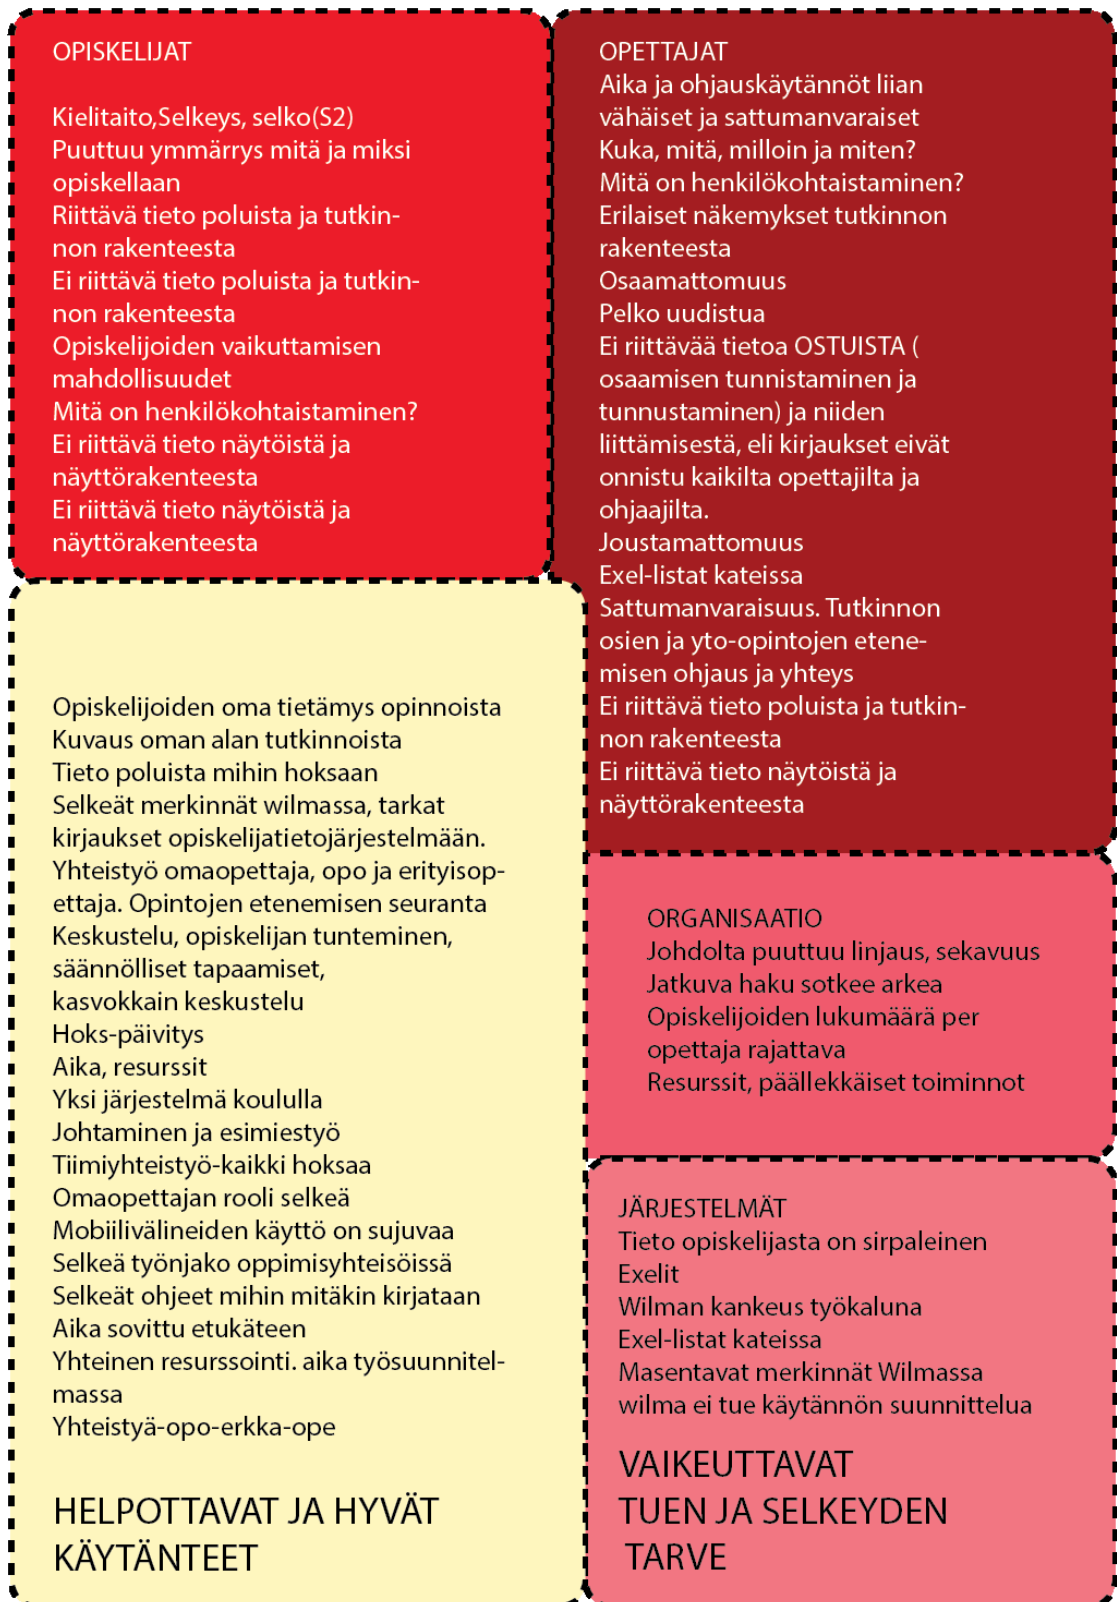 OPISKELIJAT
Kielitaito,Selkeys, selko(S2)
Puuttuu ymmärrys mitä ja miksi
opiskellaan
Riittävä tieto poluista ja tutkin-
non rakenteesta
Ei riittävä tieto poluista ja tutkin-
non rakenteesta
Opiskelijoiden vaikuttamisen
mahdollisuudet
Mitä on henkilökohtaistaminen?
Ei riittävä tieto näytöistä ja
näyttörakenteesta
Ei riittävä tieto näytöistä ja
näyttörakenteesta
OPETTAJAT
Aika ja ohjauskäytännöt liian
vähäiset ja sattumanvaraiset
Kuka, mitä, milloin ja miten?
Mitä on henkilökohtaistaminen?
Erilaiset näkemykset tutkinnon
rakenteesta
Osaamattomuus
Pelko uudistua
Ei riittävää tietoa OSTUISTA (
osaamisen tunnistaminen ja
tunnustaminen) ja niiden
liittämisestä, eli kirjaukset eivät
onnistu kaikilta opettajilta ja
ohjaajilta.
Joustamattomuus
Exel-listat kateissa
Sattumanvaraisuus. Tutkinnon
osien ja yto-opintojen etene-
misen ohjaus ja yhteys
Ei riittävä tieto poluista ja tutkin-
non rakenteesta
Ei riittävä tieto näytöistä ja
näyttörakenteesta
Opiskelijoiden oma tietämys opinnoista
Kuvaus oman alan tutkinnoista
Tieto poluista mihin hoksaan
Selkeät merkinnät wilmassa, tarkat
kirjaukset opiskelijatietojärjestelmään.
Yhteistyö omaopettaja, opo ja erityisop-
ettaja. Opintojen etenemisen seuranta
Keskustelu, opiskelijan tunteminen,
säännölliset tapaamiset,
kasvokkain keskustelu
Hoks-päivitys
Aika, resurssit
Yksi järjestelmä koululla
Johtaminen ja esimiestyö
Tiimiyhteistyö-kaikki hoksaa
Omaopettajan rooli selkeä
Mobiilivälineiden käyttö on sujuvaa
Selkeä työnjako oppimisyhteisöissä
Selkeät ohjeet mihin mitäkin kirjataan
Aika sovittu etukäteen
Yhteinen resurssointi. aika työsuunnitel-
massa
Yhteistyä-opo-erkka-ope
HELPOTTAVAT JA HYVÄT
KÄYTÄNTEET
ORGANISAATIO
Johdolta puuttuu linjaus, sekavuus
Jatkuva haku sotkee arkea
Opiskelijoiden lukumäärä per
opettaja rajattava
Resurssit, päällekkäiset toiminnot
JÄRJESTELMÄT
Tieto opiskelijasta on sirpaleinen
Exelit
Wilman kankeus työkaluna
Exel-listat kateissa
Masentavat merkinnät Wilmassa
wilma ei tue käytännön suunnittelua
VAIKEUTTAVAT
TUEN JA SELKEYDEN
TARVE